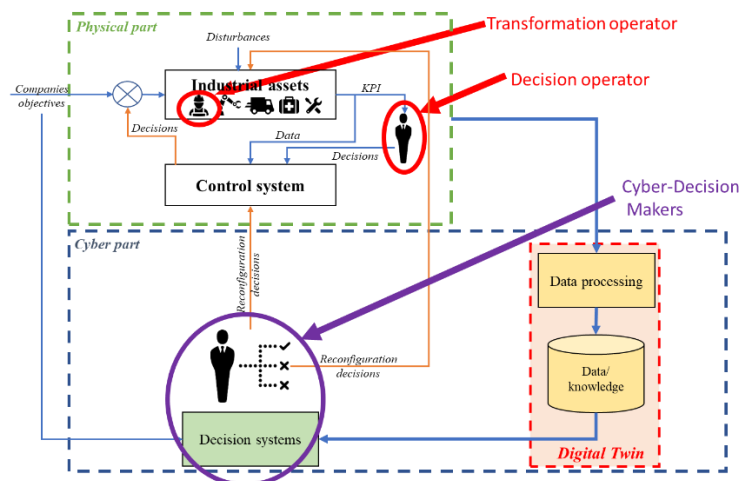 Physical part
Transformation operator
Disturbances
Companies
objectives
Industrial assets
KPI
Decision operator
Decisions
Data
Decisions
Control system
Cyber-Decision
Makers
Cyber part
Reconfiguration
decisions
Data processing
Reconfiguration
decisions
Data/
knowledge
Decision systems
Digital Twin